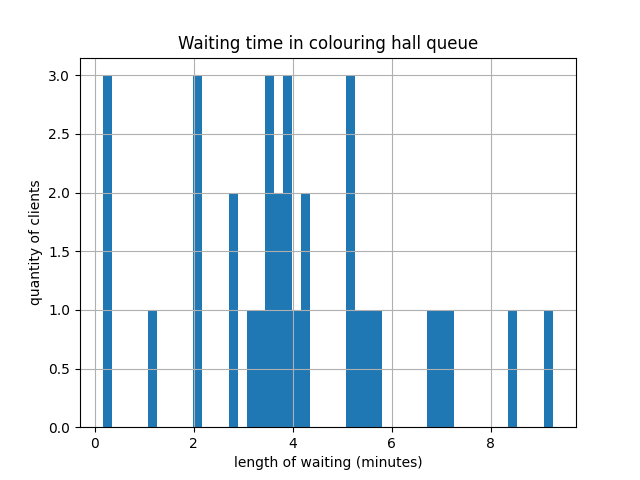 Waiting time in colouring hall queue
3.0
2.5
2.0
1.5
1.0
0.5
0.0
quantity of clients
0 2 4 6 8
length of waiting (minutes)